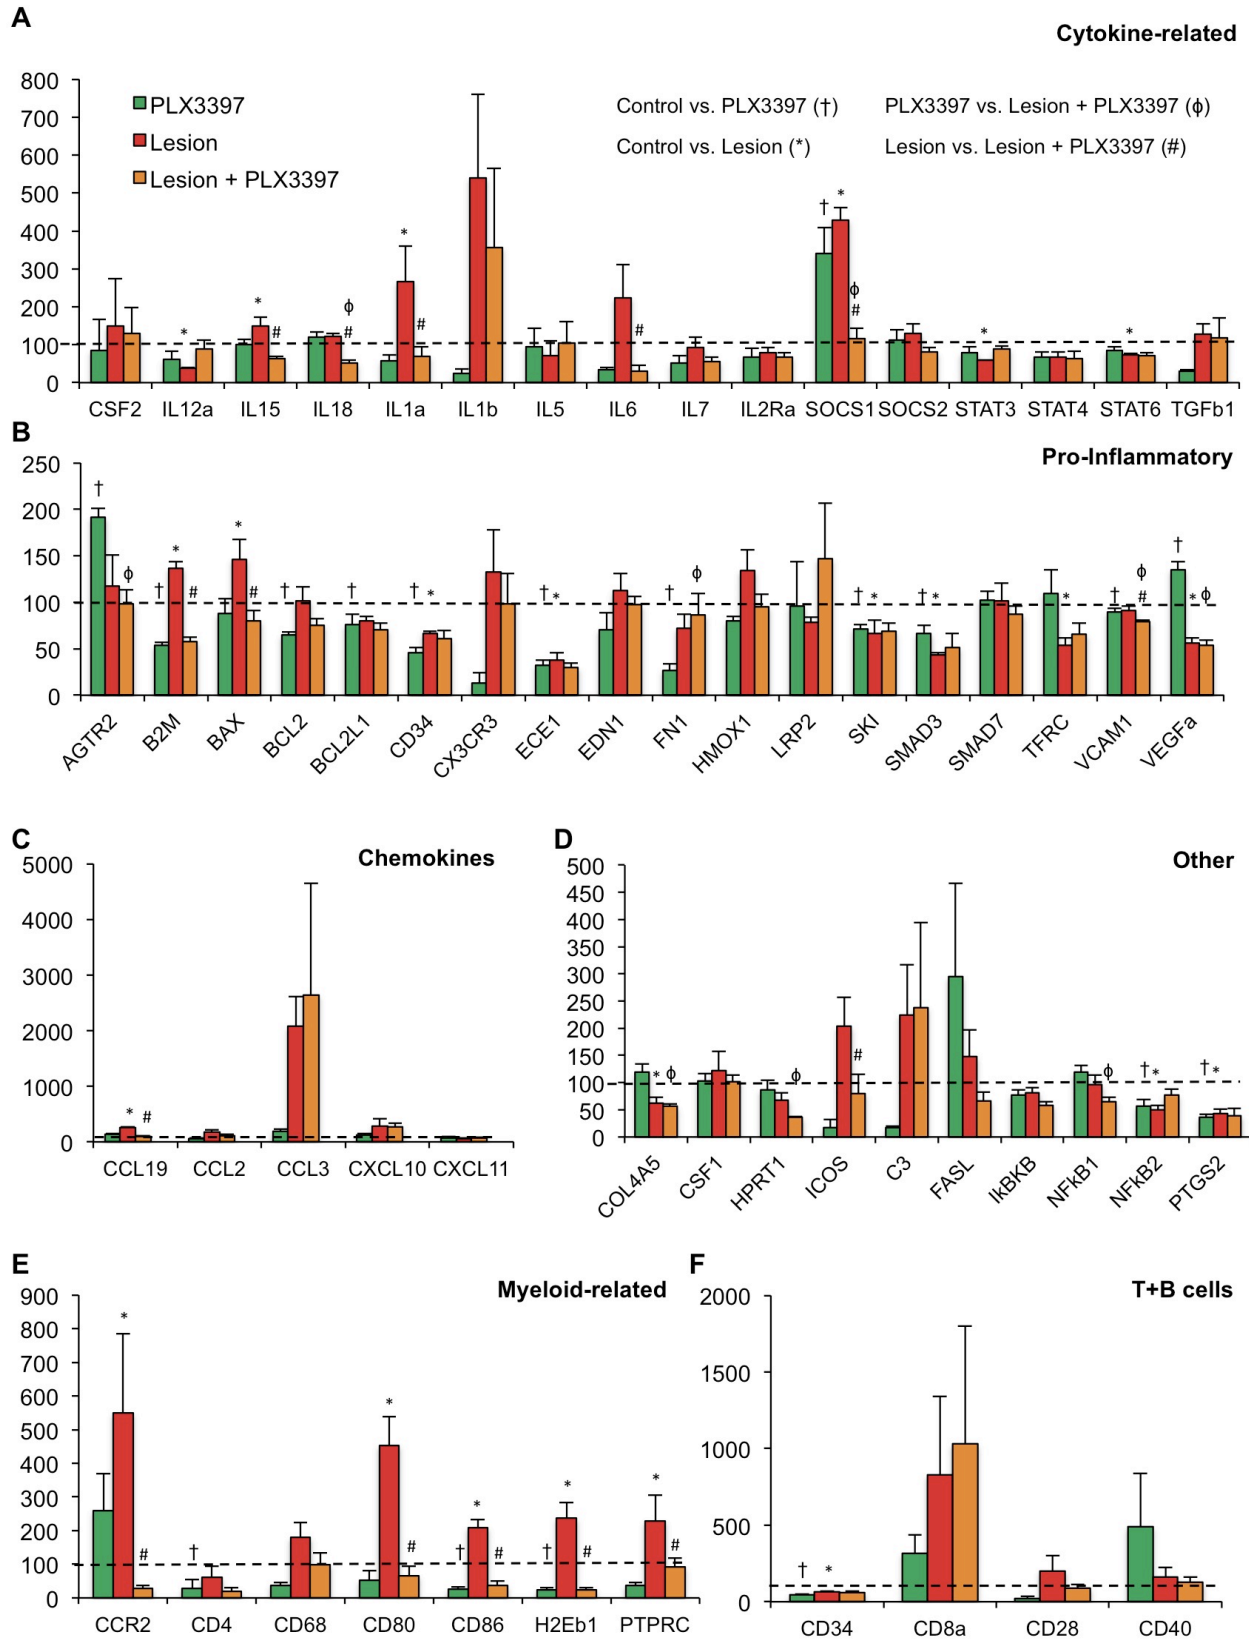 A
Cytokine-related
800
700
600
500
400
300
200
100
0
PLX3397
Lesion
Lesion + PLX3397
Control vs. PLX3397 (†) PLX3397 vs. Lesion + PLX3397 (ϕ)
Control vs. Lesion (*) Lesion vs. Lesion + PLX3397 (#)
* * # ϕ # * # # † * ϕ # * *
CSF2 IL12a IL15 IL18 IL1a IL1b IL5 IL6 IL7 IL2Ra SOCS1 SOCS2 STAT3 STAT4 STAT6 TGFb1
B
Pro-Inflammatory
250
200
150
100
50
0
† ϕ † * # * # † † † * † * † ϕ † * † * * † ϕ # † * ϕ
AGTR2 B2M BAX BCL2 BCL2L1 CD34 CX3CR3 ECE1 EDN1 FN1 HMOX1 LRP2 SKI SMAD3 SMAD7 TFRC VCAM1 VEGFa
C
Chemokines
5000
4000
3000
2000
1000
0
* #
CCL19 CCL2 CCL3 CXCL10 CXCL11
D
Other
500
450
400
350
300
250
200
150
100
50
0
* ϕ ϕ # ϕ † * † *
COL4A5 CSF1 HPRT1 ICOS C3 FASL IkBKB NFkB1 NFkB2 PTGS2
E
Myeloid-related
900
800
700
600
500
400
300
200
100
0
* # † * # † * # † * # * #
CCR2 CD4 CD68 CD80 CD86 H2Eb1 PTPRC
F
T+B cells
2000
1500
1000
500
0
† *
CD34 CD8a CD28 CD40